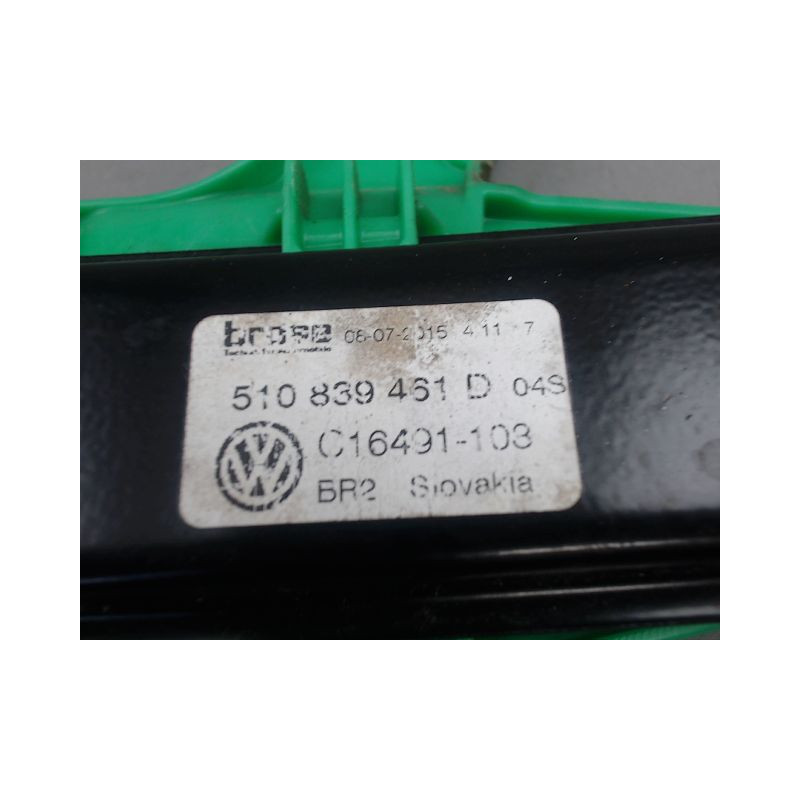 brose 08-07-2015 4 11 7
510 839 461 D 04S
C16491-103
BR2 Slovakia